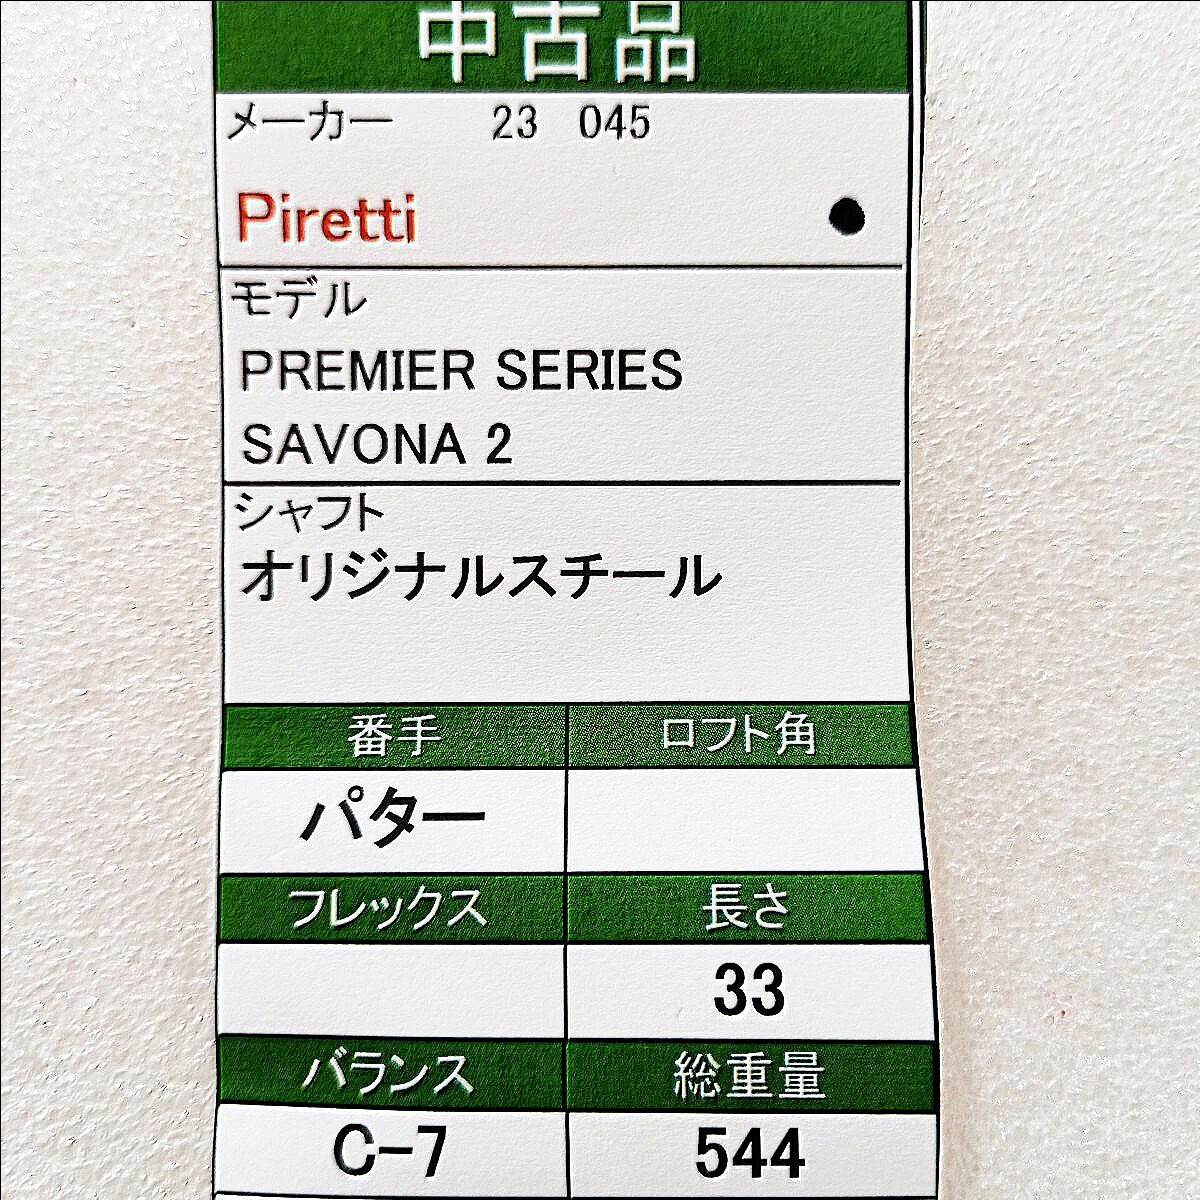 中古品
メーカー 23 045
Piretti ●
モデル
PREMIER SERIES
SAVONA 2
シャフト
オリジナルスチール
番手 ロフト角
パター
フレックス 長さ
33
バランス 総重量
C-7 544